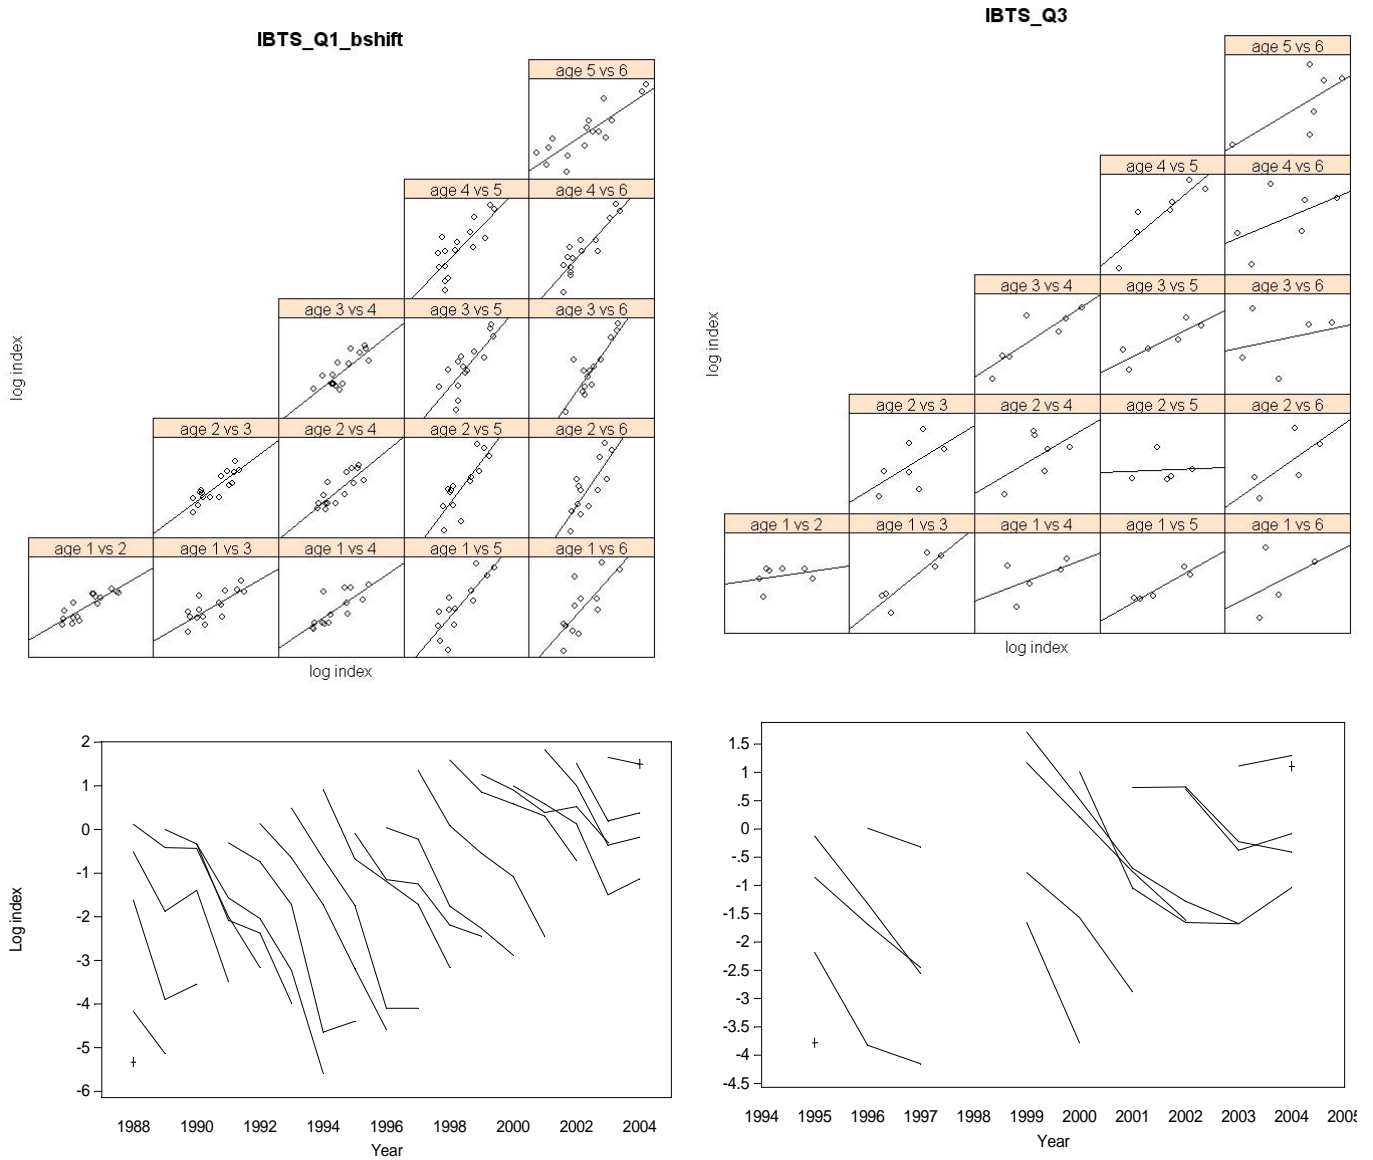 IBTS_Q1_bshift
age 5 vs 6
age 4 vs 5
age 4 vs 6
age 3 vs 4
age 3 vs 5
age 3 vs 6
age 2 vs 3
age 2 vs 4
age 2 vs 5
age 2 vs 6
age 1 vs 2
age 1 vs 3
age 1 vs 4
age 1 vs 5
age 1 vs 6
log index
log index
IBTS_Q3
age 5 vs 6
age 4 vs 5
age 4 vs 6
age 3 vs 4
age 3 vs 5
age 3 vs 6
age 2 vs 3
age 2 vs 4
age 2 vs 5
age 2 vs 6
age 1 vs 2
age 1 vs 3
age 1 vs 4
age 1 vs 5
age 1 vs 6
log index
log index
2
1
0
-1
-2
-3
-4
-5
-6
Log index
1988 1990 1992 1994 1996 1998 2000 2002 2004
Year
1.5
1
.5
0
-.5
-1
-1.5
-2
-2.5
-3
-3.5
-4
-4.5
1994 1995 1996 1997 1998 1999 2000 2001 2002 2003 2004 200
Year